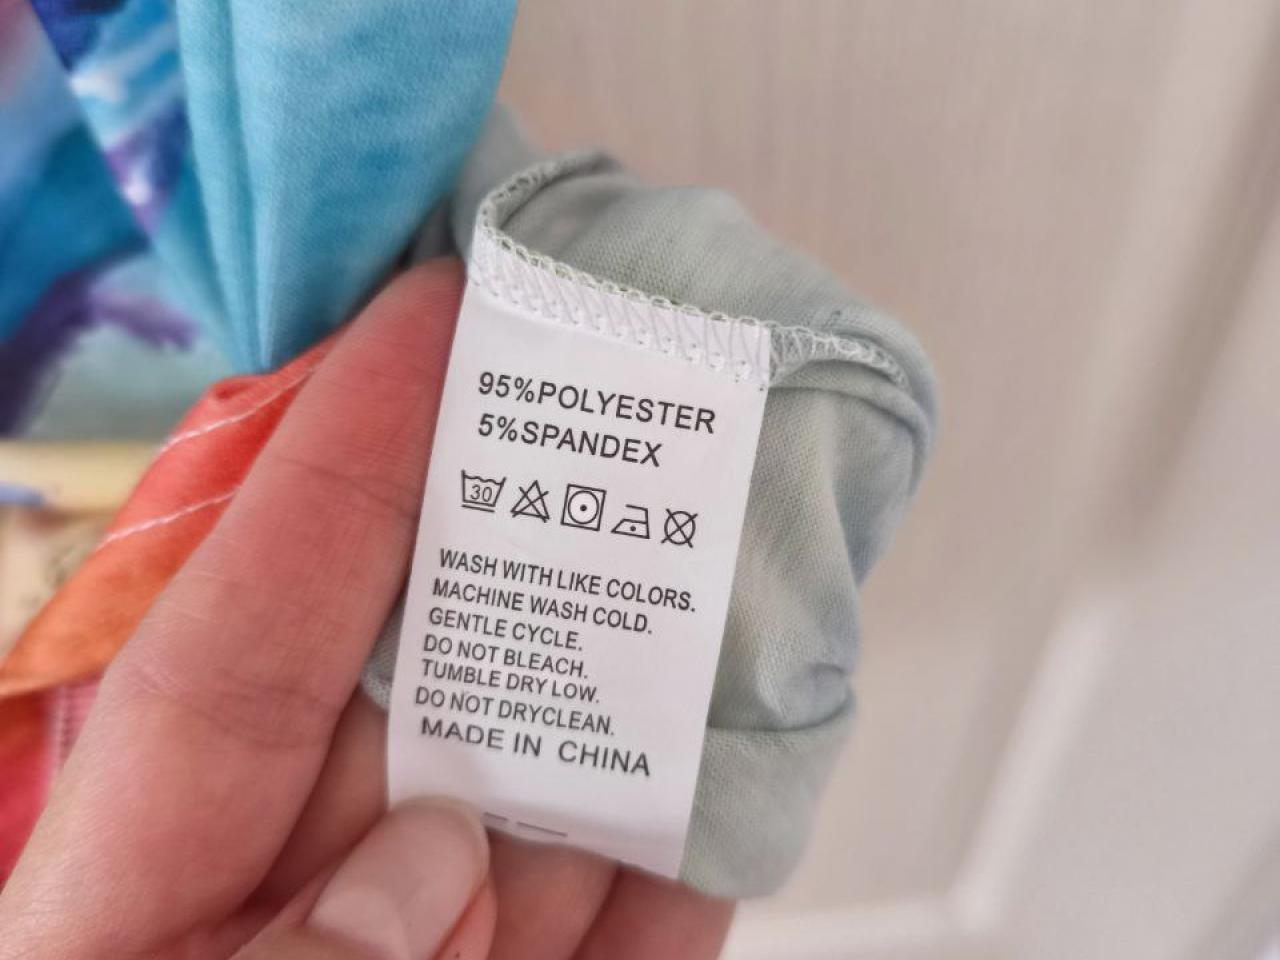 95%POLYESTER
5%SPANDEX
30
WASH WITH LIKE COLORS.
MACHINE WASH COLD.
GENTLE CYCLE.
DO NOT BLEACH.
TUMBLE DRY LOW.
DO NOT DRYCLEAN.
MADE IN CHINA